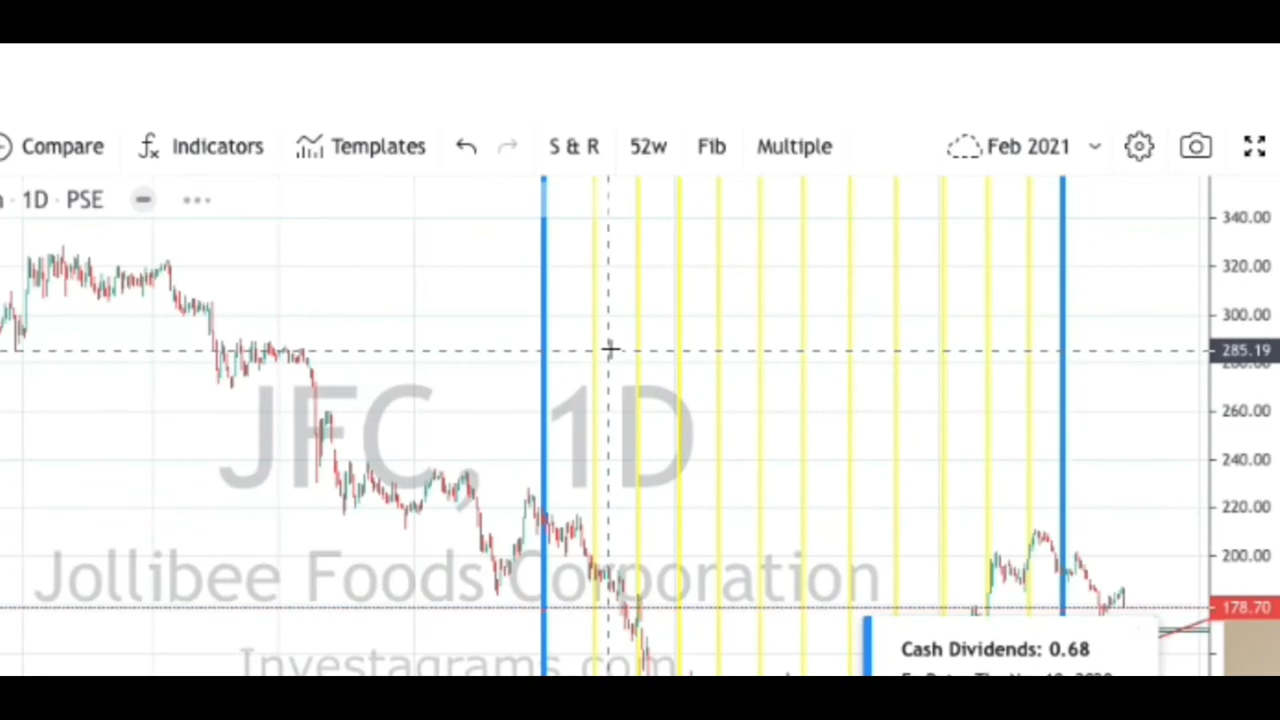 Compare Indicators Templates S & R 52w Fib Multiple Feb 2021
1D · PSE
340.00
320.00
300.00
285.19
260.00
240.00
220.00
200.00
178.70
JFC, 1D
Jollibee Foods Corporation
Investagrams.com
Cash Dividends: 0.68